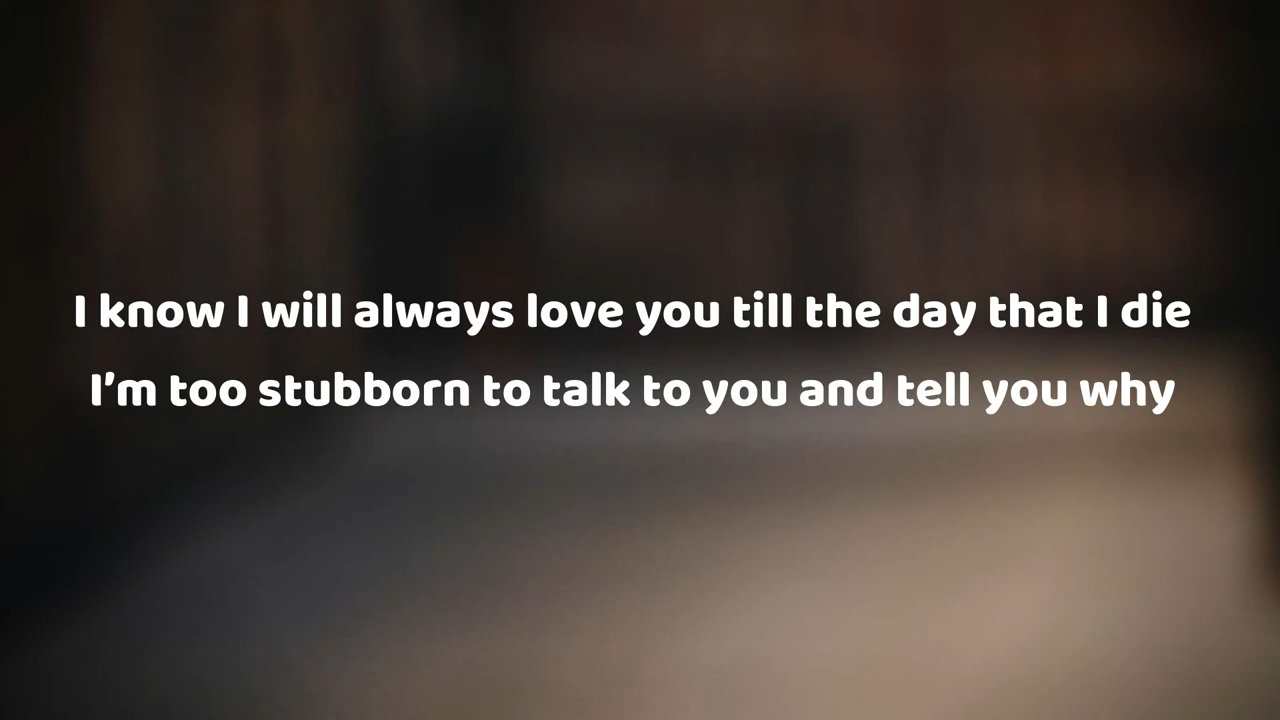 I know I will always love you till the day that I die
I’m too stubborn to talk to you and tell you why